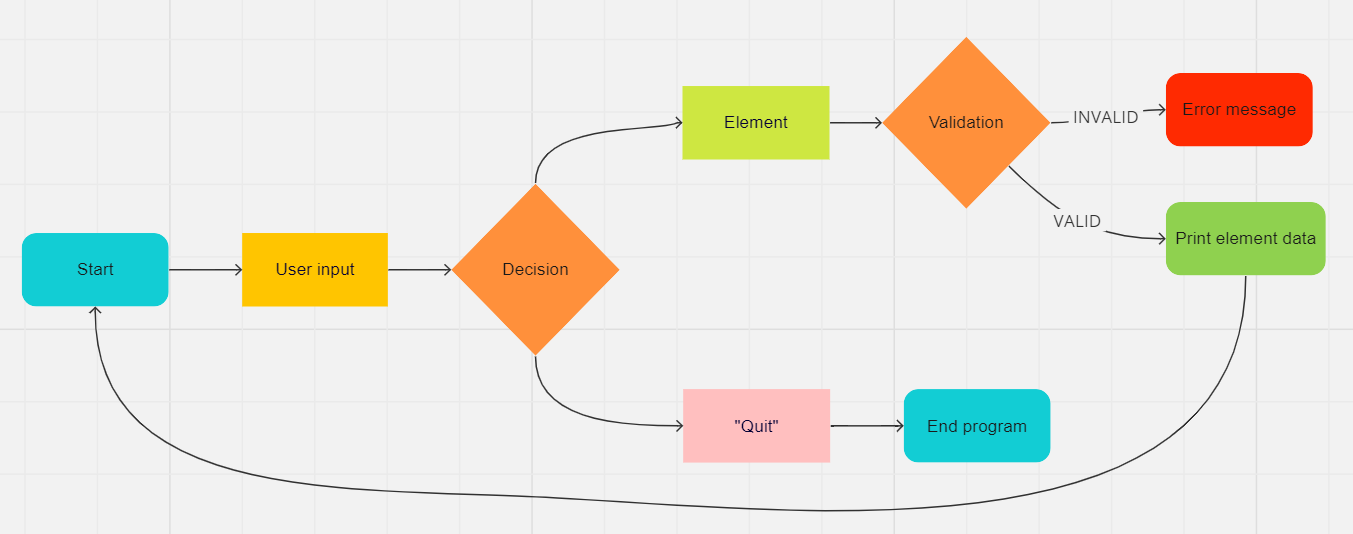 Start
User input
Decision
Element
Validation
INVALID
Error message
VALID
Print element data
"Quit"
End program